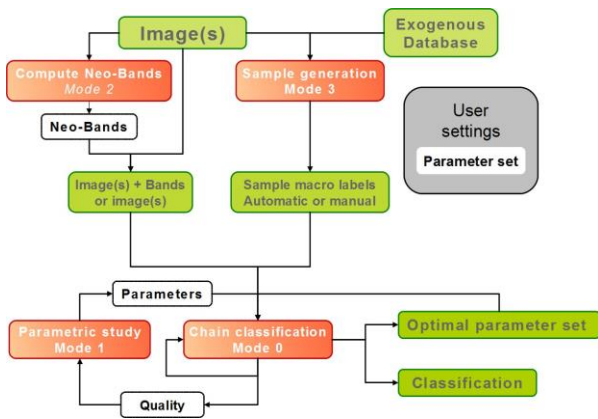 Image(s)
Exogenous
Database
Compute Neo-Bands
Mode 2
Sample generation
Mode 3
Neo-Bands
User
settings
Parameter set
Image(s) + Bands
or image(s)
Sample macro labels
Automatic or manual
Parameters
Parametric study
Mode 1
Chain classification
Mode 0
Optimal parameter set
Classification
Quality